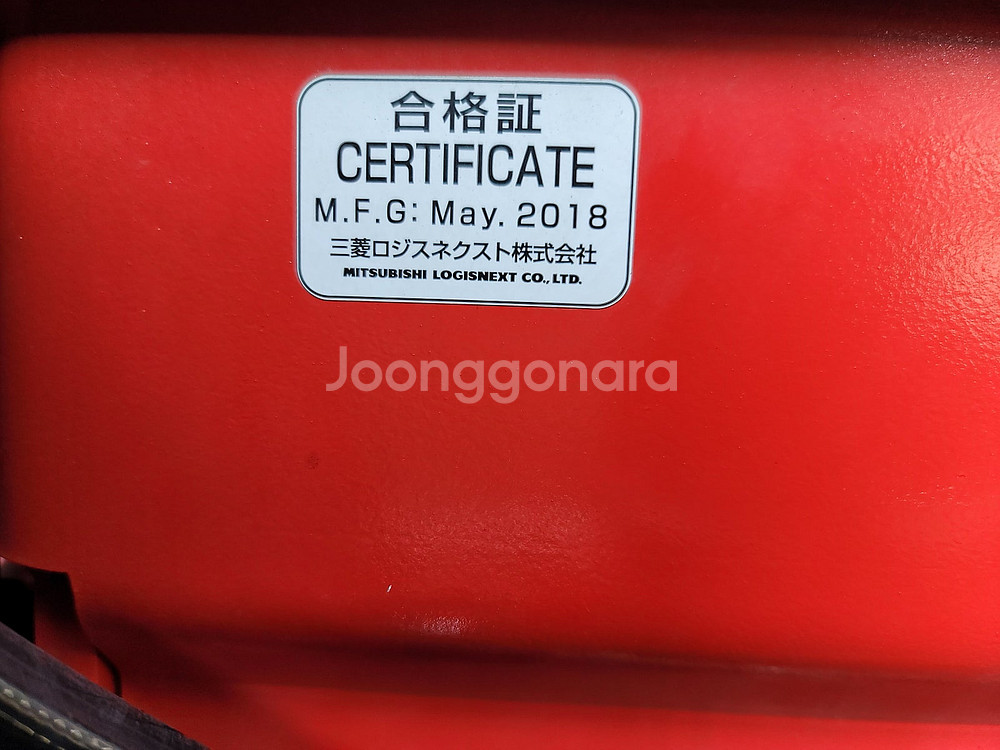 合格証
CERTIFICATE
M.F.G: May. 2018
三菱ロジスネクスト株式会社
MITSUBISHI LOGISNEXT CO., LTD.
Joonggonara